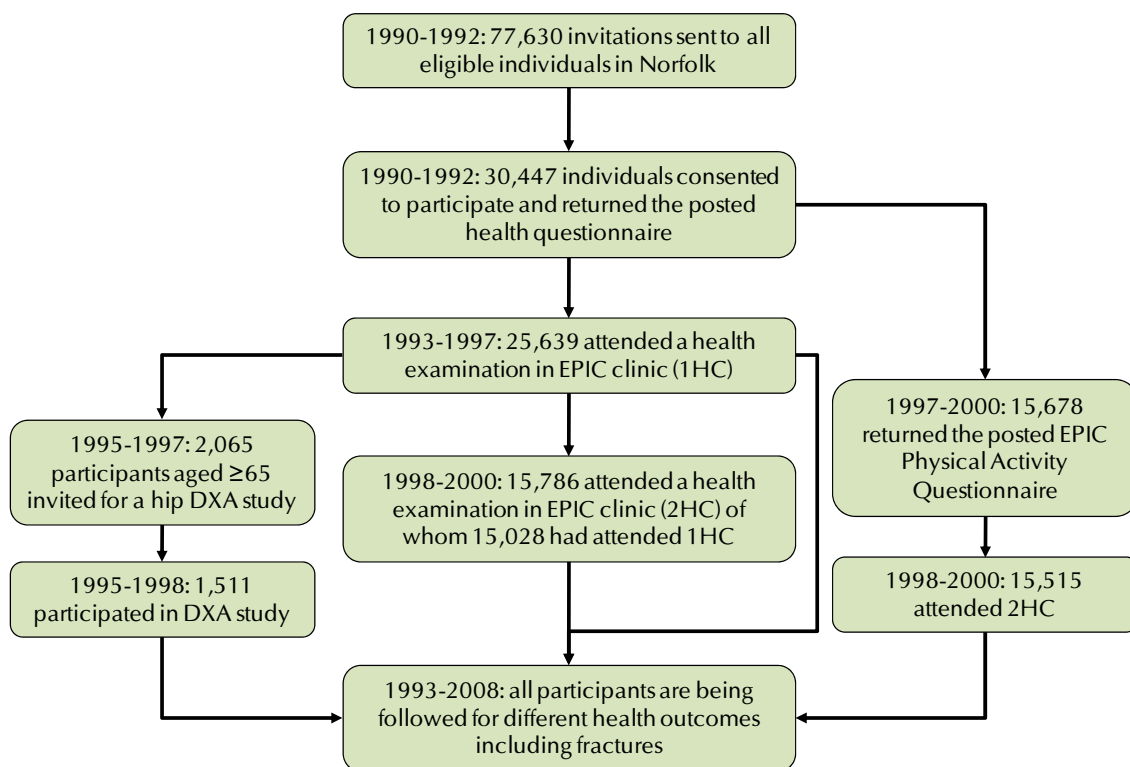 1990-1992: 77,630 invitations sent to all
eligible individuals in Norfolk
1990-1992: 30,447 individuals consented
to participate and returned the posted
health questionnaire
1993-1997: 25,639 attended a health
examination in EPIC clinic (1HC)
1995-1997: 2,065
participants aged ≥65
invited for a hip DXA study
1998-2000: 15,786 attended a health
examination in EPIC clinic (2HC) of
whom 15,028 had attended 1HC
1997-2000: 15,678
returned the posted EPIC
Physical Activity
Questionnaire
1995-1998: 1,511
participated in DXA study
1998-2000: 15,515
attended 2HC
1993-2008: all participants are being
followed for different health outcomes
including fractures